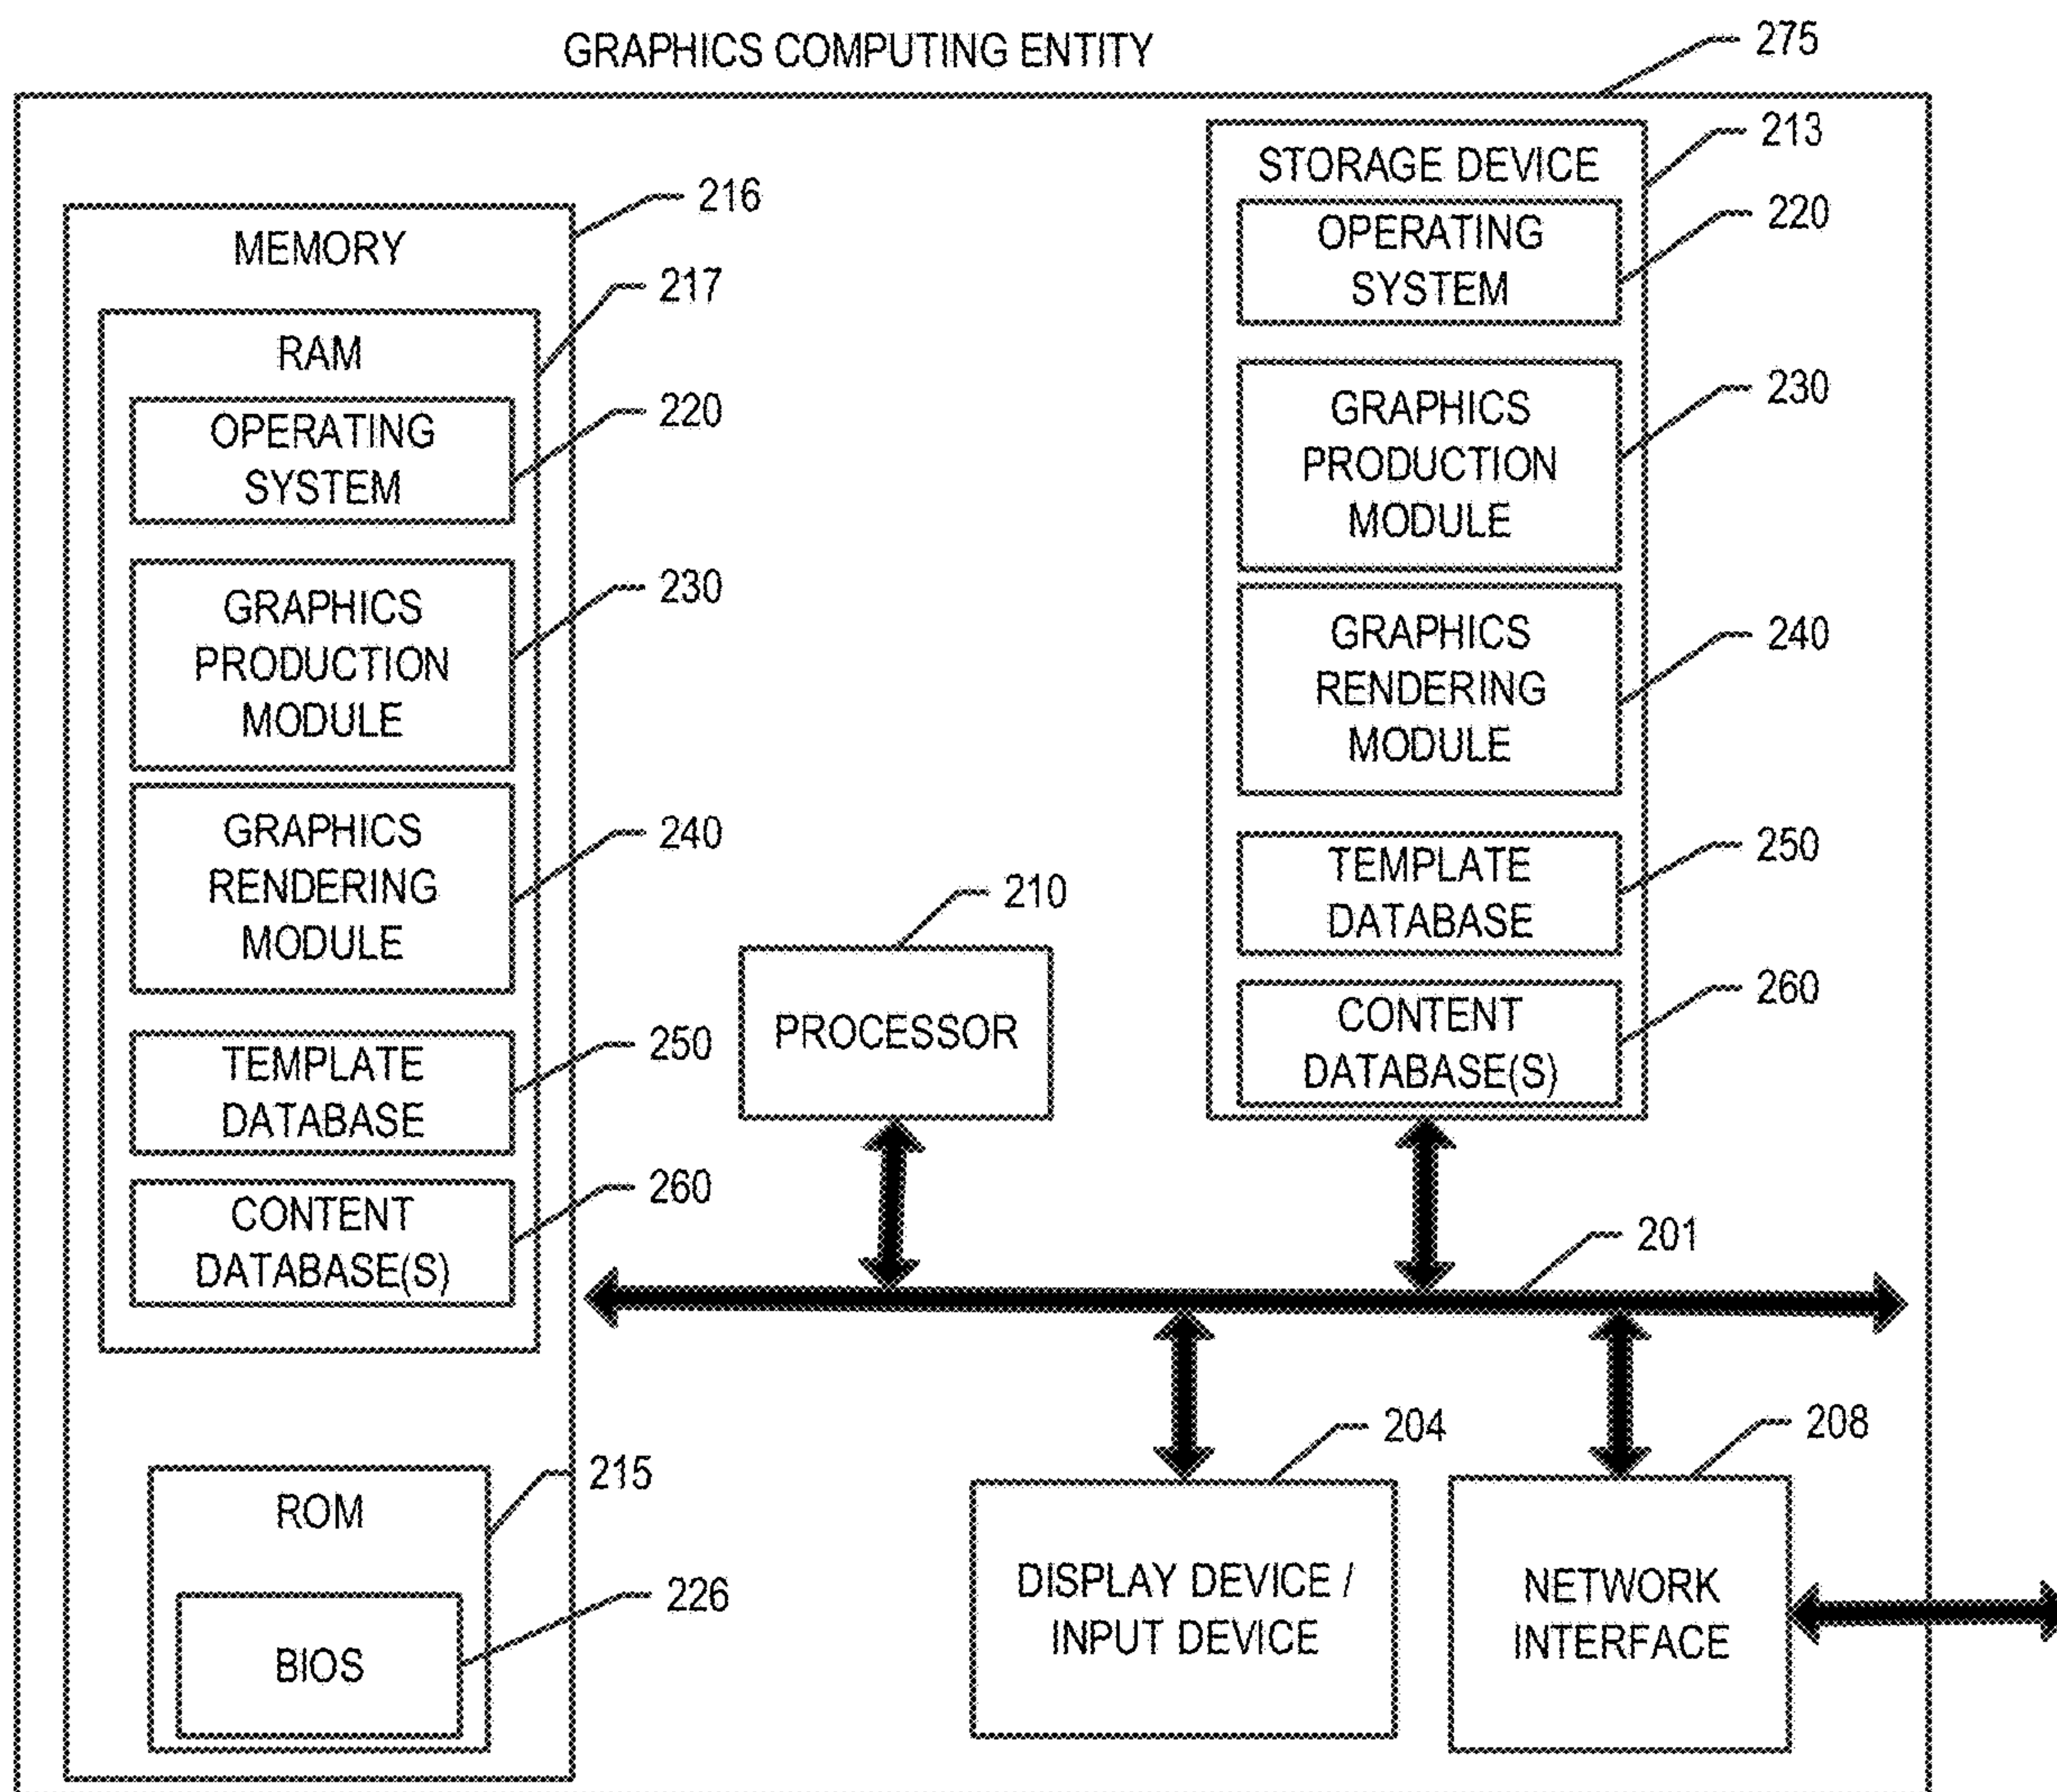 GRAPHICS COMPUTING ENTITY
275
MEMORY
216
RAM
217
OPERATING
SYSTEM
220
GRAPHICS
PRODUCTION
MODULE
230
GRAPHICS
RENDERING
MODULE
240
TEMPLATE
DATABASE
250
CONTENT
DATABASE(S)
260
ROM
215
BIOS
226
PROCESSOR
210
STORAGE DEVICE
213
OPERATING
SYSTEM
220
GRAPHICS
PRODUCTION
MODULE
230
GRAPHICS
RENDERING
MODULE
240
TEMPLATE
DATABASE
250
CONTENT
DATABASE(S)
260
201
DISPLAY DEVICE /
INPUT DEVICE
204
NETWORK
INTERFACE
208